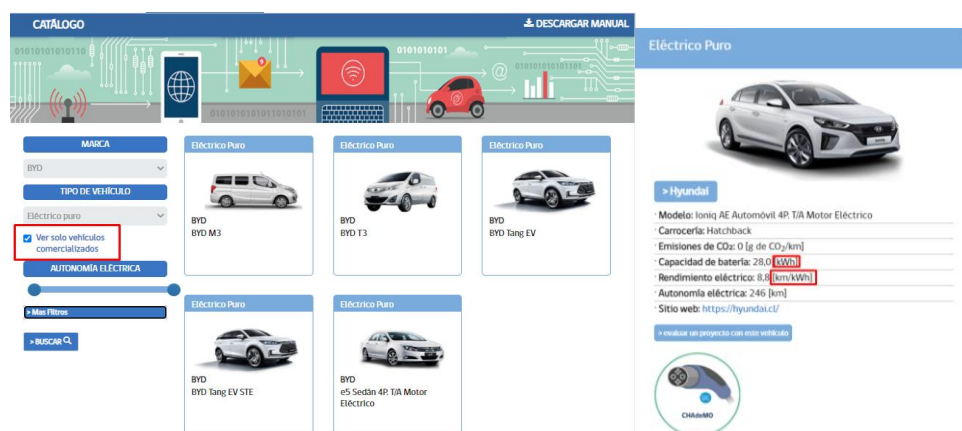 CATÁLOGO
DESCARGAR MANUAL
01010101010110
9
0101010101
@
01010101010110
0101010101011010101
MARCA
BYD
TIPO DE VEHÍCULO
Eléctrico puro
Ver solo vehículos
comercializados
AUTONOMÍA ELÉCTRICA
> Mas Filtros
> BUSCAR
Eléctrico Puro
BYD
BYD M3
Eléctrico Puro
BYD
BYD T3
Eléctrico Puro
BYD
BYD Tang EV
Eléctrico Puro
BYD
BYD Tang EV STE
Eléctrico Puro
BYD
e5 Sedán 4P. T/A Motor
Eléctrico
Eléctrico Puro
> Hyundai
· Modelo: Ioniq AE Automóvil 4P. T/A Motor Eléctrico
· Carrocería: Hatchback
· Emisiones de CO₂: 0 [g de CO₂/km]
· Capacidad de batería: 28,0 [kWh]
· Rendimiento eléctrico: 8,8 [km/kWh]
· Autonomía eléctrica: 246 [km]
· Sitio web: https://hyundai.cl/
> evaluar un proyecto con este vehículo
DC
CHAdeMO